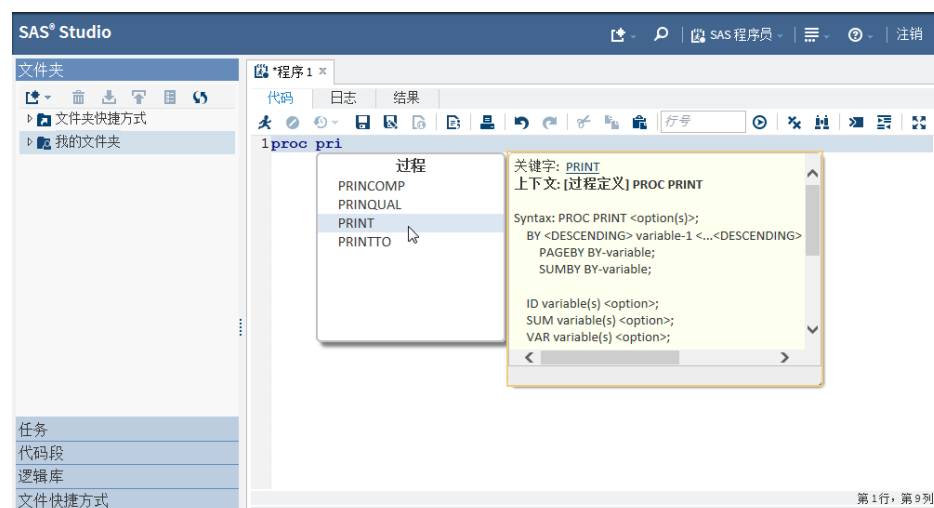 SAS® Studio
SAS 程序员
注销
文件夹
文件夹快捷方式
我的文件夹
任务
代码段
逻辑库
文件快捷方式
*程序 1 ×
代码 日志 结果
行号
1 proc pri
过程
PRINCOMP
PRINQUAL
PRINT
PRINTTO
关键字: PRINT
上下文: [过程定义] PROC PRINT
Syntax: PROC PRINT <option(s)>;
BY <DESCENDING> variable-1 <...<DESCENDING>
PAGEBY BY-variable;
SUMBY BY-variable;
ID variable(s) <option>;
SUM variable(s) <option>;
VAR variable(s) <option>;
第 1行，第 9列